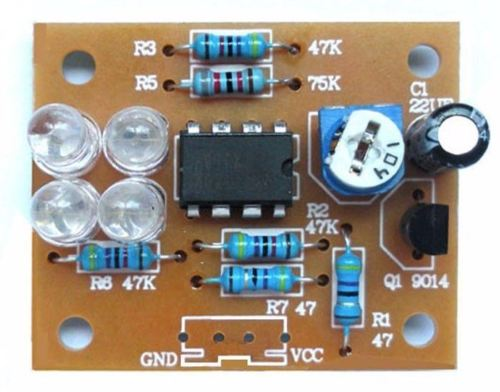 R3 47K
R5 75K
C1
22UF
104
R2
47K
R6 47K
Q1 9014
R7 47
R1
47
GND VCC